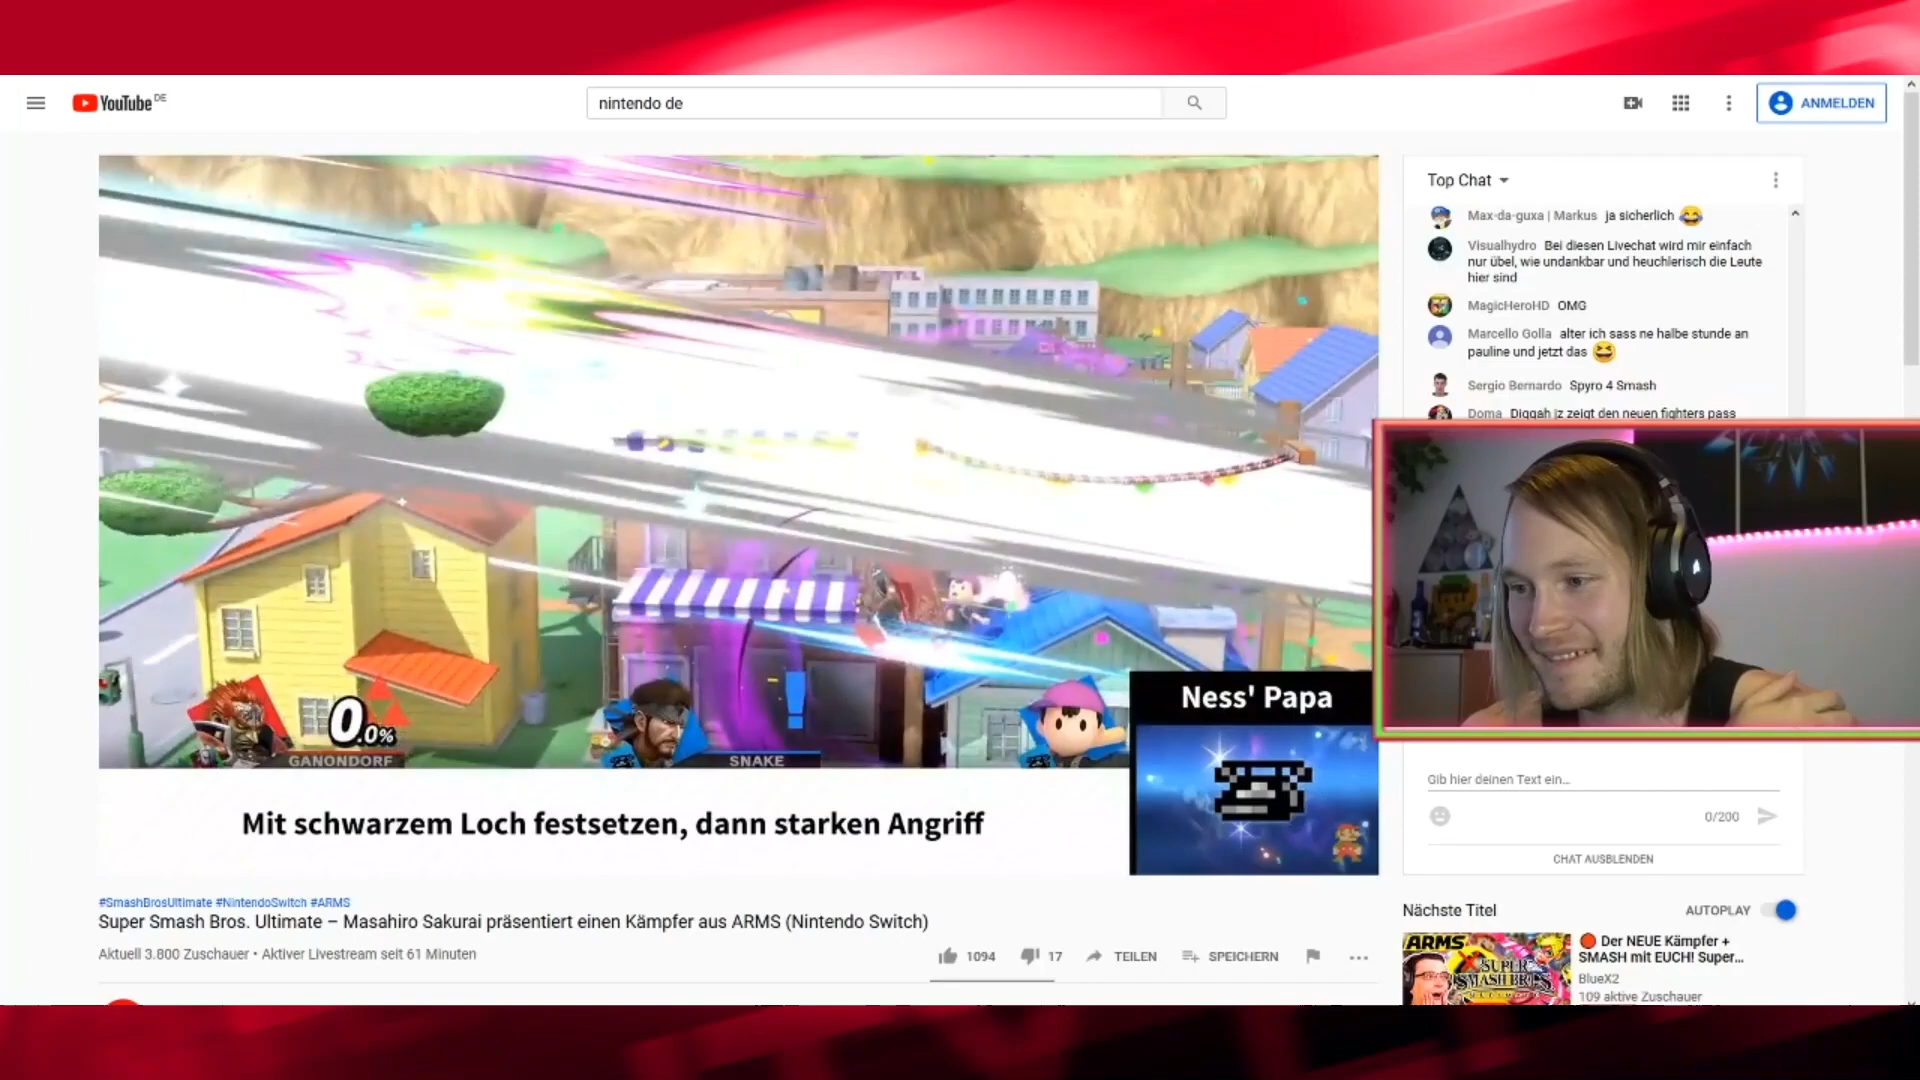 YouTube DE
nintendo de
ANMELDEN
Top Chat
Max-da-guxa | Markus ja sicherlich
Visualhydro Bei diesen Livechat wird mir einfach
nur übel, wie undankbar und heuchlerisch die Leute
hier sind
MagicHeroHD OMG
Marcello Golla alter ich sass ne halbe stunde an
pauline und jetzt das
Sergio Bernardo Spyro 4 Smash
Doma Diggah jz zeigt den neuen fighters pass
0.0%
GANONDORF
SNAKE
Ness' Papa
Mit schwarzem Loch festsetzen, dann starken Angriff
Gib hier deinen Text ein...
0/200
CHAT AUSBLENDEN
#SmashBrosUltimate #NintendoSwitch #ARMS
Super Smash Bros. Ultimate – Masahiro Sakurai präsentiert einen Kämpfer aus ARMS (Nintendo Switch)
Aktuell 3.800 Zuschauer • Aktiver Livestream seit 61 Minuten
1094
17
TEILEN
SPEICHERN
Nächste Titel
AUTOPLAY
ARMS
SUPER
SMASH BROS.
ULTIMATE
Der NEUE Kämpfer +
SMASH mit EUCH! Super...
BlueX2
109 aktive Zuschauer